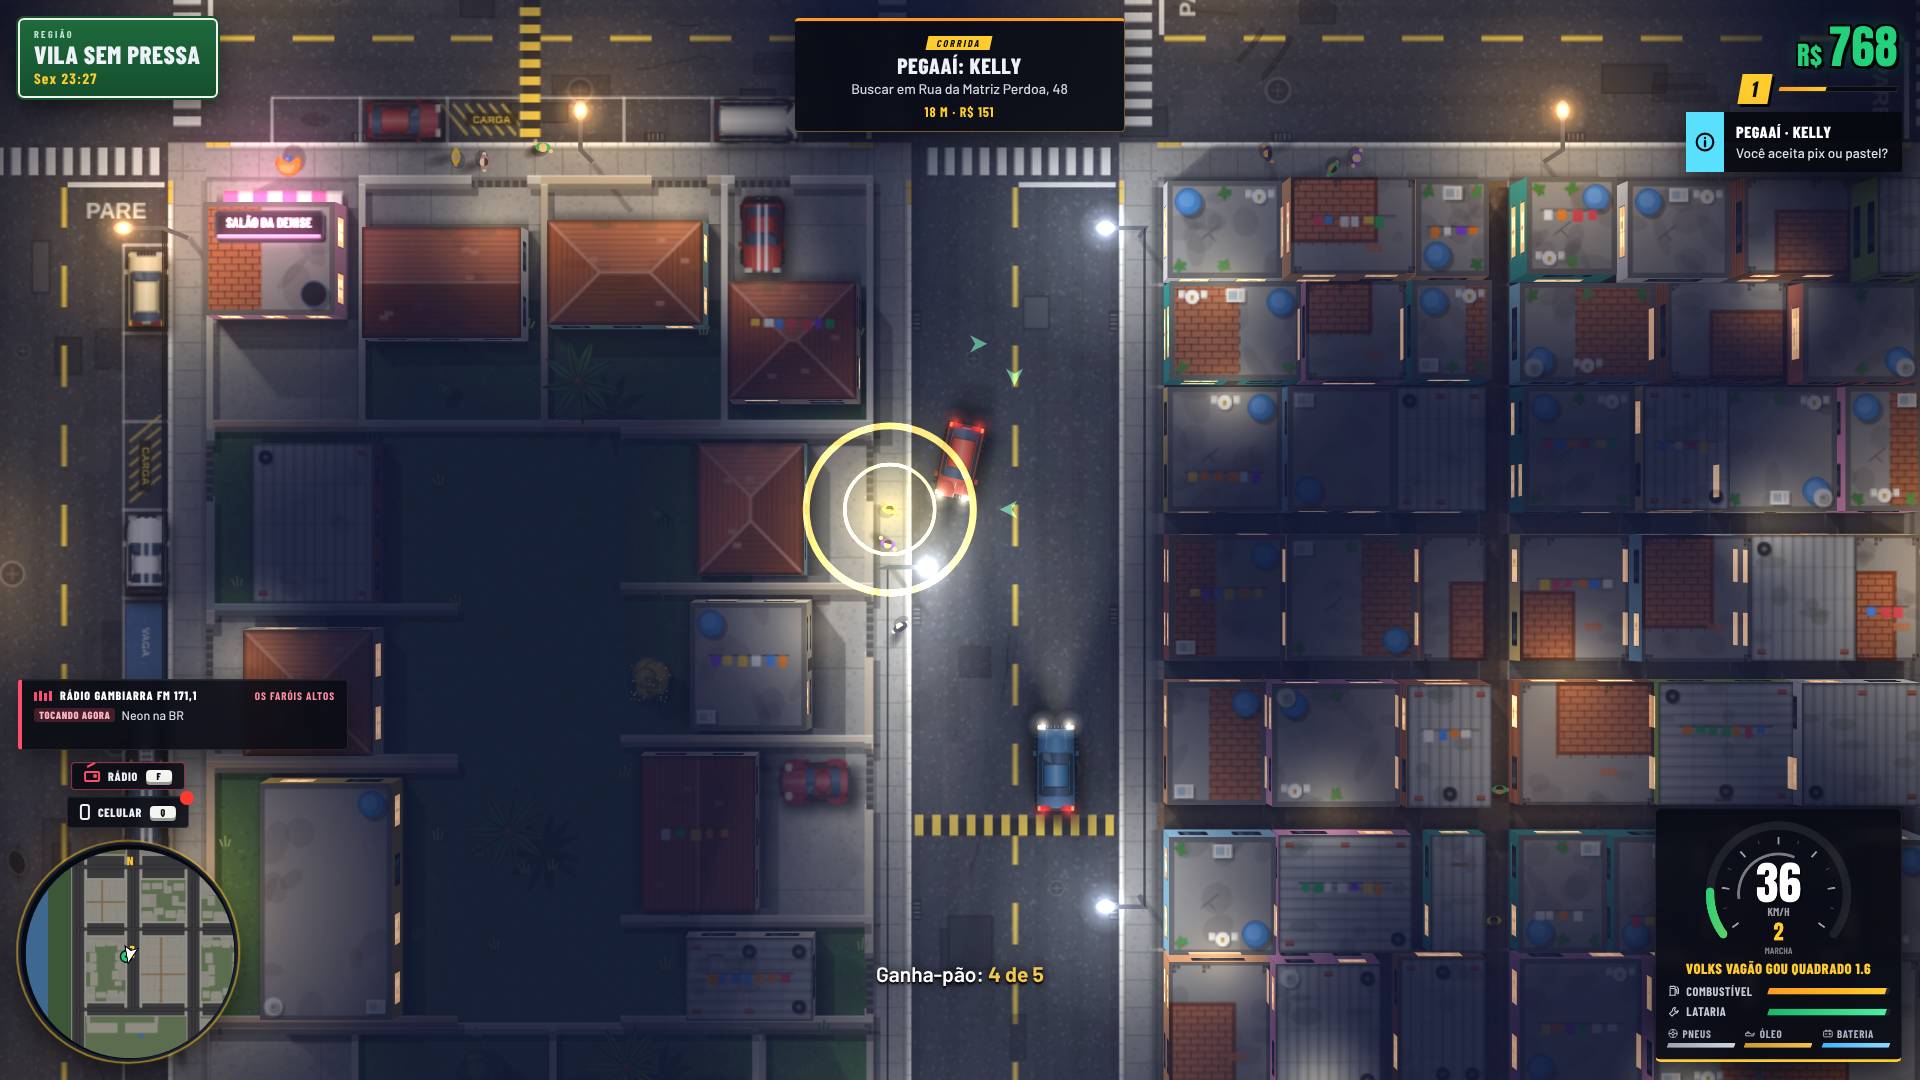 REGIÃO
VILA SEM PRESSA
Sex 23:27
CORRIDA
PEGAAÍ: KELLY
Buscar em Rua da Matriz Perdoa, 48
18 M · R$ 151
R$ 768
1
PEGAAÍ · KELLY
Você aceita pix ou pastel?
CARGA
PARE
SALÃO DA DENISE
CARGA
VAGA
RÁDIO GAMBIARRA FM 171,1
OS FARÓIS ALTOS
TOCANDO AGORA Neon na BR
RÁDIO F
CELULAR Q
N
Ganha-pão: 4 de 5
36
KM/H
2
MARCHA
VOLKS VAGÃO GOU QUADRADO 1.6
COMBUSTÍVEL
LATARIA
PNEUS
ÓLEO
BATERIA